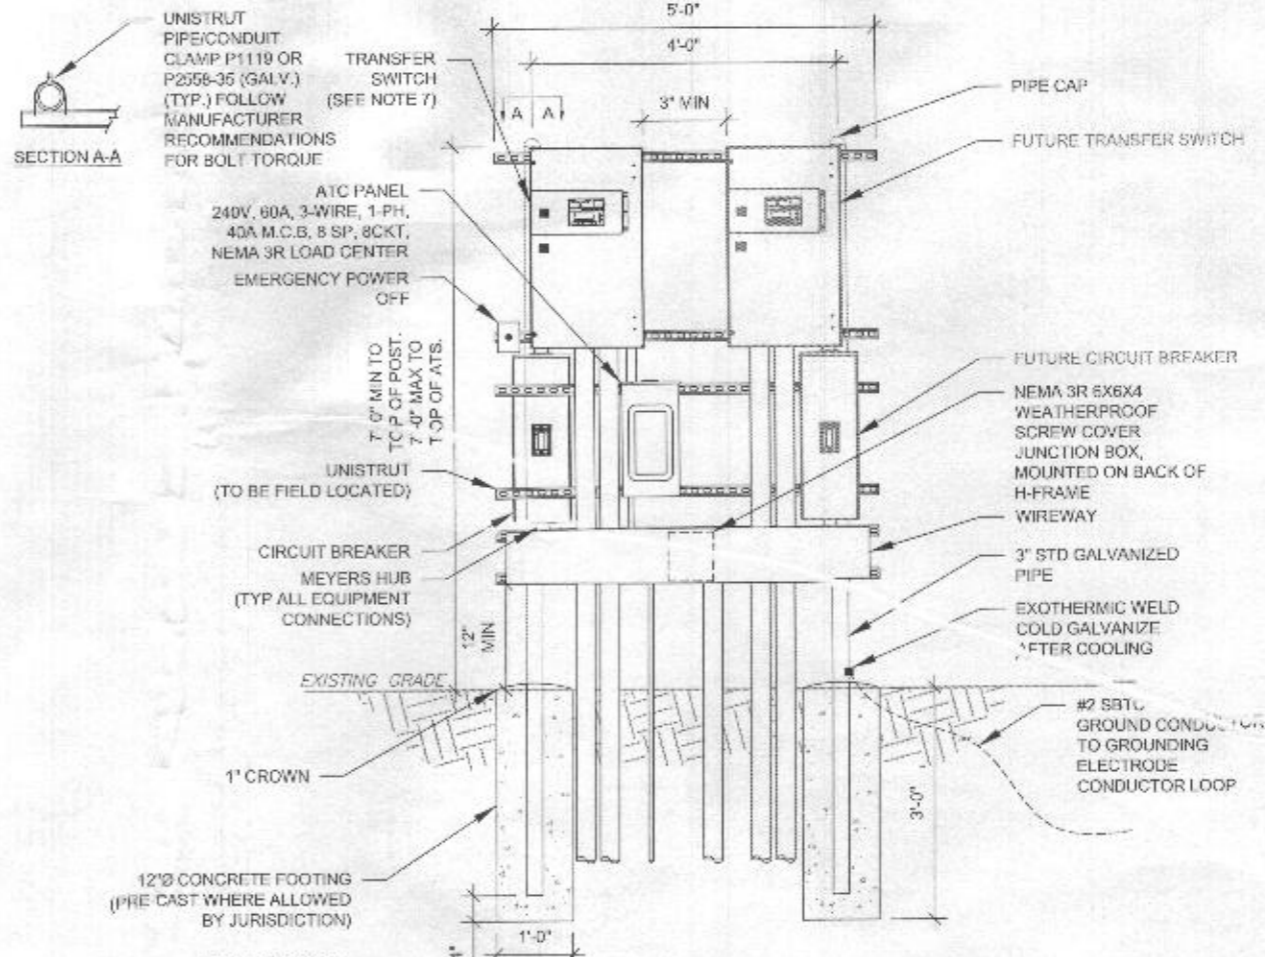 UNISTRUT
PIPE/CONDUIT
CLAMP P1119 OR
P2558-35 (GALV.)
(TYP.) FOLLOW
MANUFACTURER
RECOMMENDATIONS
FOR BOLT TORQUE
SECTION A-A
TRANSFER
SWITCH
(SEE NOTE 7)
5'-0"
4'-0"
3" MIN
A A
PIPE CAP
FUTURE TRANSFER SWITCH
ATC PANEL
240V, 60A, 3-WIRE, 1-PH,
40A M.C.B, 8 SP, 8CKT,
NEMA 3R LOAD CENTER
EMERGENCY POWER
OFF
7'-0" MIN TO
TOP OF POST.
7'-0" MAX TO
TOP OF ATS.
FUTURE CIRCUIT BREAKER
NEMA 3R 6X6X4
WEATHERPROOF
SCREW COVER
JUNCTION BOX,
MOUNTED ON BACK OF
H-FRAME
WIREWAY
UNISTRUT
(TO BE FIELD LOCATED)
CIRCUIT BREAKER
MEYERS HUB
(TYP ALL EQUIPMENT
CONNECTIONS)
12"
MIN
3" STD GALVANIZED
PIPE
EXOTHERMIC WELD
COLD GALVANIZE
AFTER COOLING
EXISTING GRADE
#2 SBTC
GROUND CONDUCTOR
TO GROUNDING
ELECTRODE
CONDUCTOR LOOP
1" CROWN
3'-0"
12"Ø CONCRETE FOOTING
(PRE-CAST WHERE ALLOWED
BY JURISDICTION)
1'-0"